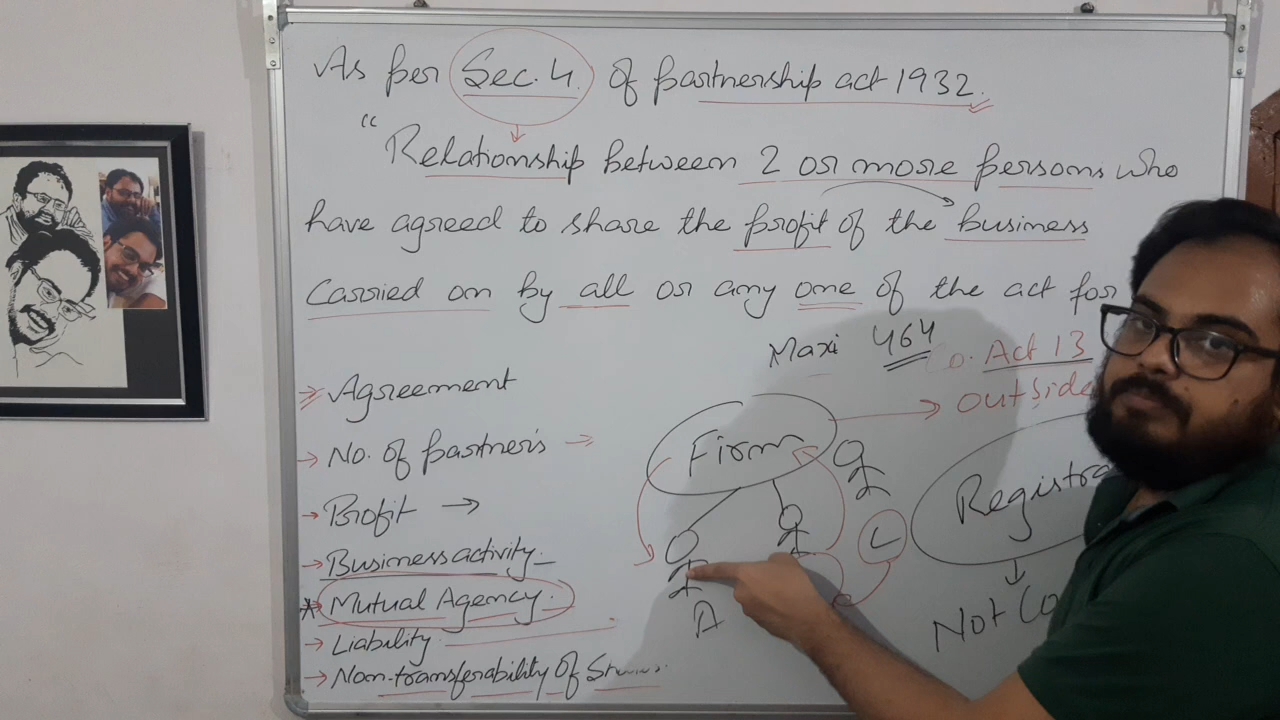 As per Sec. 4. of partnership act 1932.
"Relationship between 2 or more persons who
have agreed to share the profit of the business
Carried on by all or any one of the act for
Maxi 464
Co. Act 13
outside
Agreement
No. of partner's
Profit
Business activity.
Mutual Agency.
Liability
Non-transferability Of
Firm
A
L
Registra
Not Co